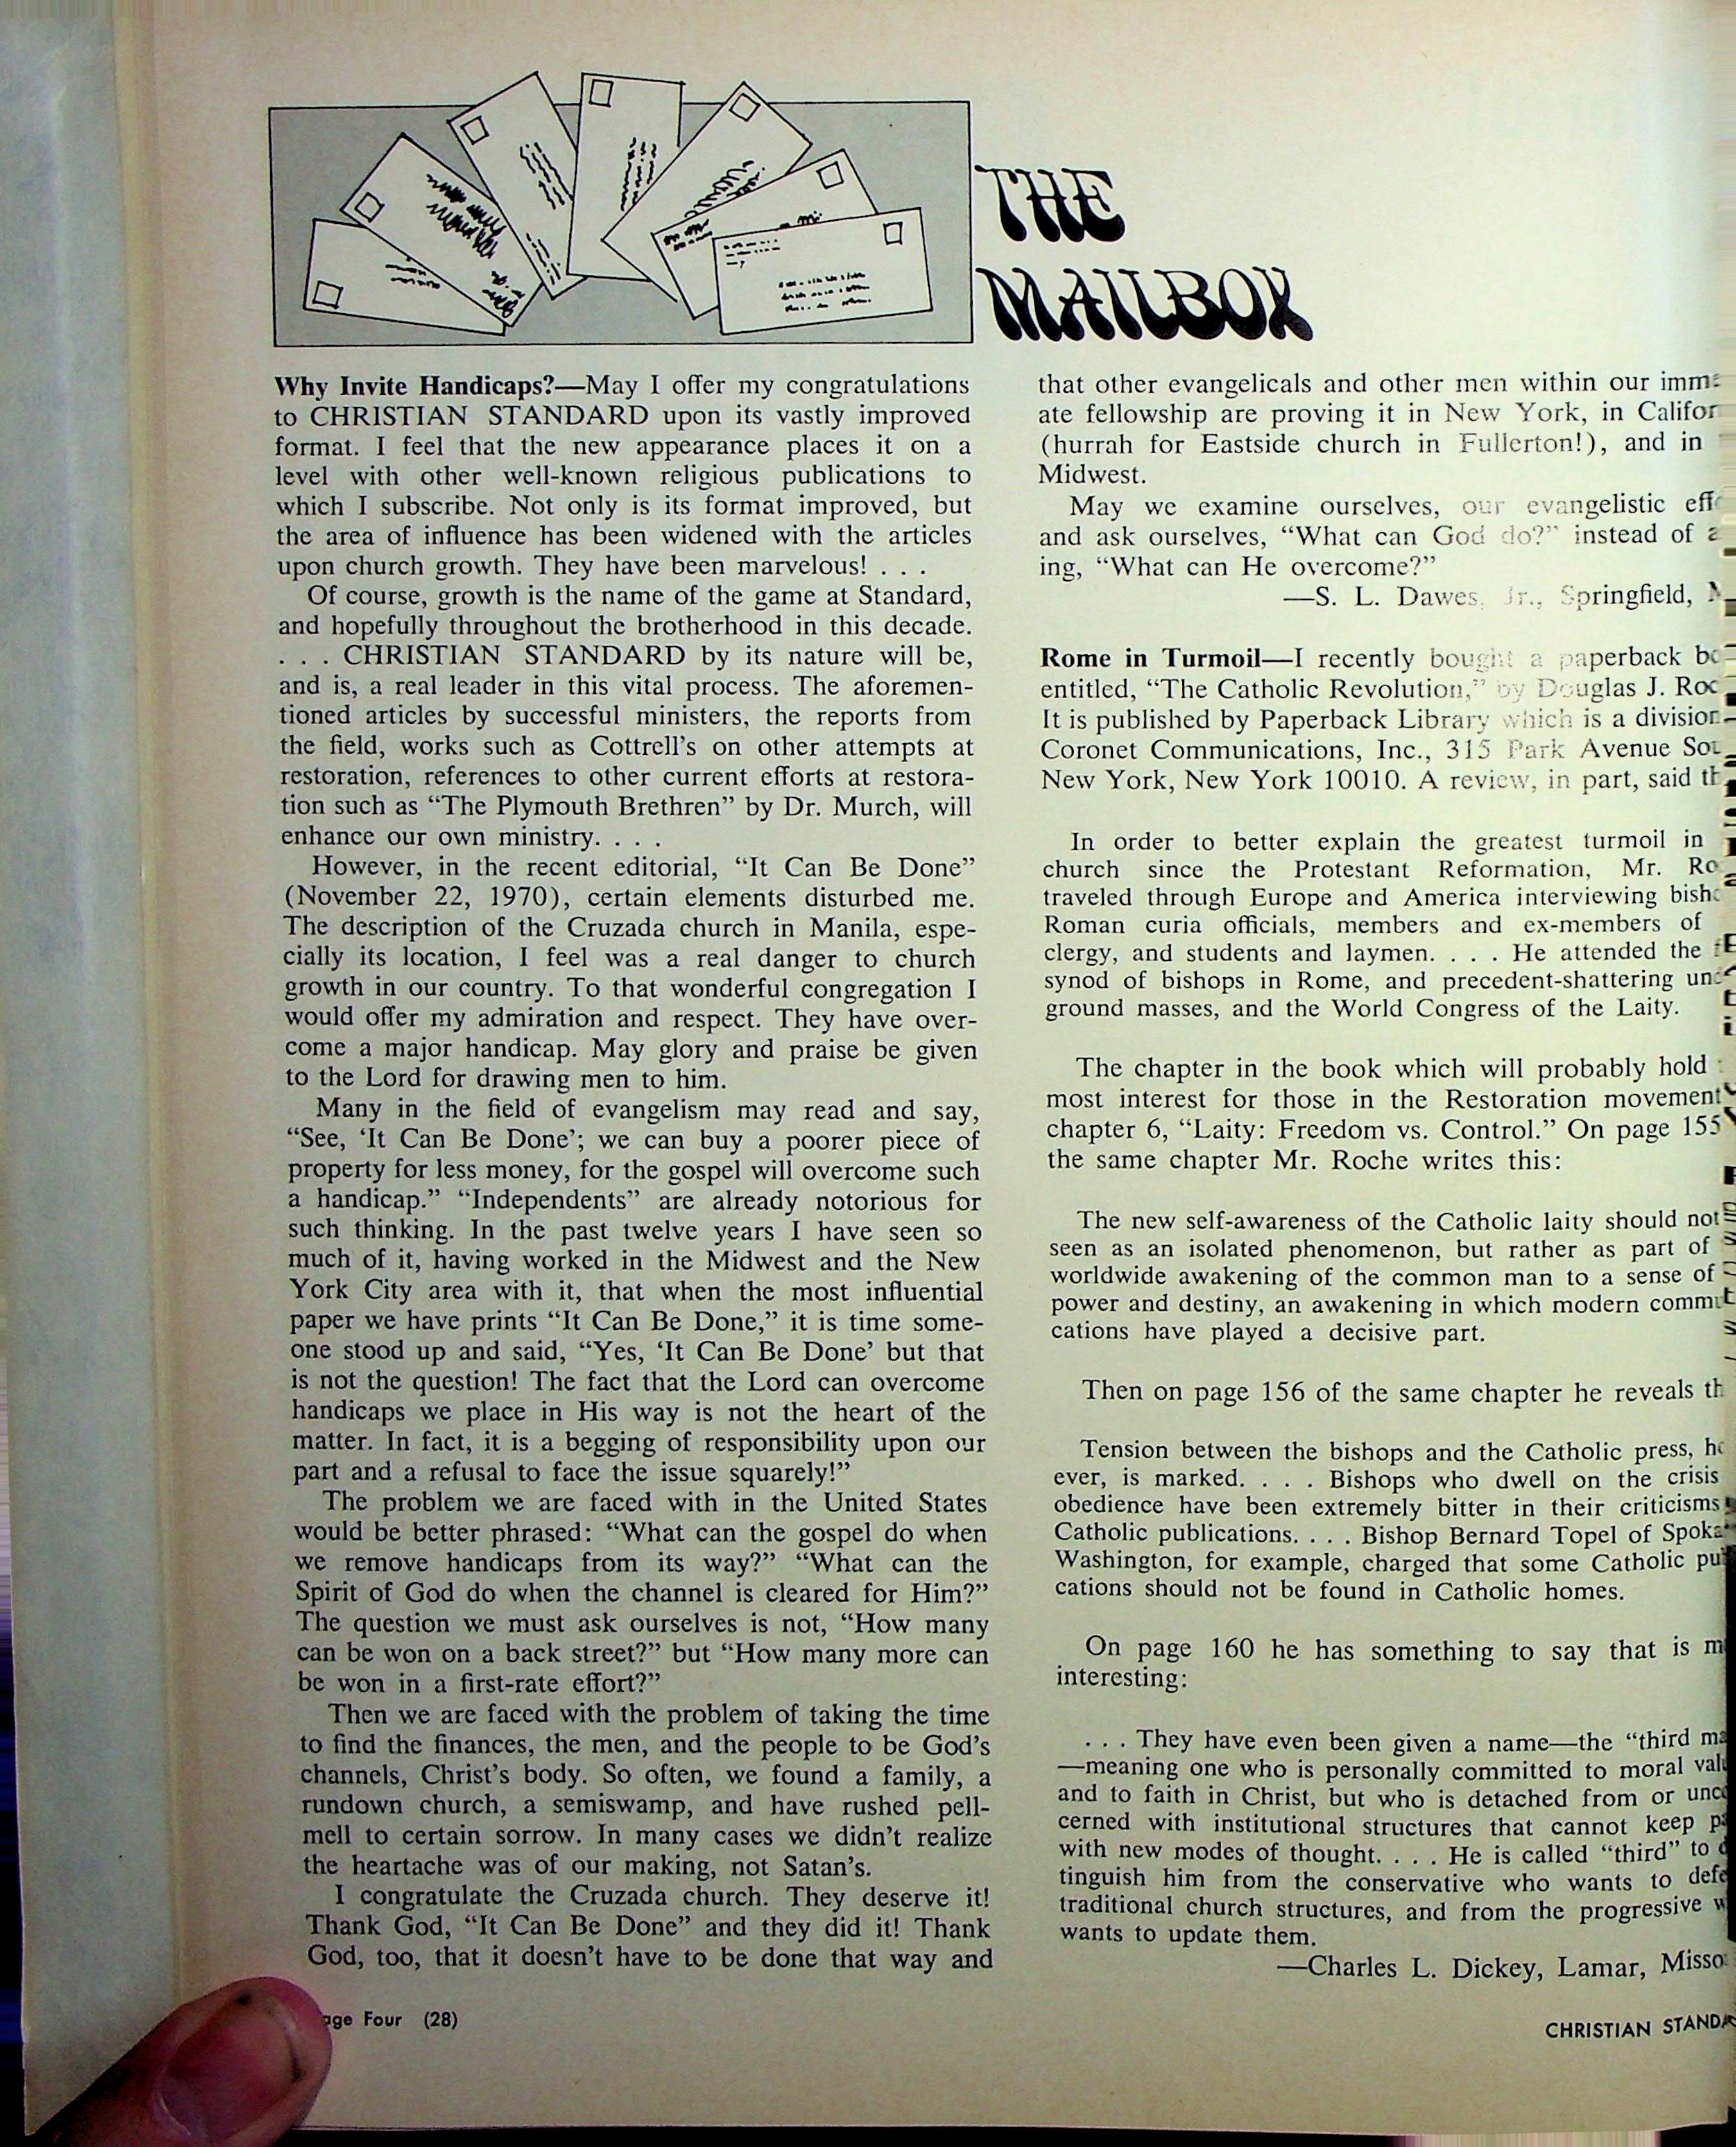 THE
MAILBOX
Why Invite Handicaps?—May I offer my congratulations
to CHRISTIAN STANDARD upon its vastly improved
format. I feel that the new appearance places it on a
level with other well-known religious publications to
which I subscribe. Not only is its format improved, but
the area of influence has been widened with the articles
upon church growth. They have been marvelous! . . .
Of course, growth is the name of the game at Standard,
and hopefully throughout the brotherhood in this decade.
. . . CHRISTIAN STANDARD by its nature will be,
and is, a real leader in this vital process. The aforemen-
tioned articles by successful ministers, the reports from
the field, works such as Cottrell's on other attempts at
restoration, references to other current efforts at restora-
tion such as “The Plymouth Brethren” by Dr. Murch, will
enhance our own ministry. . . .
However, in the recent editorial, “It Can Be Done”
(November 22, 1970), certain elements disturbed me.
The description of the Cruzada church in Manila, espe-
cially its location, I feel was a real danger to church
growth in our country. To that wonderful congregation I
would offer my admiration and respect. They have over-
come a major handicap. May glory and praise be given
to the Lord for drawing men to him.
Many in the field of evangelism may read and say,
“See, ‘It Can Be Done’; we can buy a poorer piece of
property for less money, for the gospel will overcome such
a handicap.” “Independents” are already notorious for
such thinking. In the past twelve years I have seen so
much of it, having worked in the Midwest and the New
York City area with it, that when the most influential
paper we have prints “It Can Be Done,” it is time some-
one stood up and said, “Yes, ‘It Can Be Done’ but that
is not the question! The fact that the Lord can overcome
handicaps we place in His way is not the heart of the
matter. In fact, it is a begging of responsibility upon our
part and a refusal to face the issue squarely!”
The problem we are faced with in the United States
would be better phrased: “What can the gospel do when
we remove handicaps from its way?” “What can the
Spirit of God do when the channel is cleared for Him?”
The question we must ask ourselves is not, “How many
can be won on a back street?” but “How many more can
be won in a first-rate effort?”
Then we are faced with the problem of taking the time
to find the finances, the men, and the people to be God's
channels, Christ's body. So often, we found a family, a
rundown church, a semiswamp, and have rushed pell-
mell to certain sorrow. In many cases we didn't realize
the heartache was of our making, not Satan's.
I congratulate the Cruzada church. They deserve it!
Thank God, “It Can Be Done” and they did it! Thank
God, too, that it doesn't have to be done that way and
that other evangelicals and other men within our
ate fellowship are proving it in New York, in
(hurrah for Eastside church in Fullerton!), and in
Midwest.
May we examine ourselves, our evangelistic
and ask ourselves, “What can God do?” instead of
ing, “What can He overcome?”
—S. L. Dawes, Jr., Springfield,
Rome in Turmoil—I recently bought a paperback
entitled, “The Catholic Revolution,” by Douglas J.
It is published by Paperback Library which is a division
Coronet Communications, Inc., 315 Park Avenue
New York, New York 10010. A review, in part, said
In order to better explain the greatest turmoil in
church since the Protestant Reformation, Mr.
traveled through Europe and America interviewing
Roman curia officials, members and ex-members of
clergy, and students and laymen. . . . He attended the
synod of bishops in Rome, and precedent-shattering
ground masses, and the World Congress of the Laity.
The chapter in the book which will probably hold
most interest for those in the Restoration movement
chapter 6, “Laity: Freedom vs. Control.” On page 155
the same chapter Mr. Roche writes this:
The new self-awareness of the Catholic laity should not
seen as an isolated phenomenon, but rather as part of
worldwide awakening of the common man to a sense of
power and destiny, an awakening in which modern
cations have played a decisive part.
Then on page 156 of the same chapter he reveals
Tension between the bishops and the Catholic press,
ever, is marked. . . . Bishops who dwell on the crisis
obedience have been extremely bitter in their criticisms
Catholic publications. . . . Bishop Bernard Topel of
Washington, for example, charged that some Catholic
cations should not be found in Catholic homes.
On page 160 he has something to say that is
interesting:
. . . They have even been given a name—the “third
—meaning one who is personally committed to moral
and to faith in Christ, but who is detached from or
cerned with institutional structures that cannot keep
with new modes of thought. . . . He is called “third” to
tinguish him from the conservative who wants to
traditional church structures, and from the progressive
wants to update them.
—Charles L. Dickey, Lamar,
Four (28)
CHRISTIAN